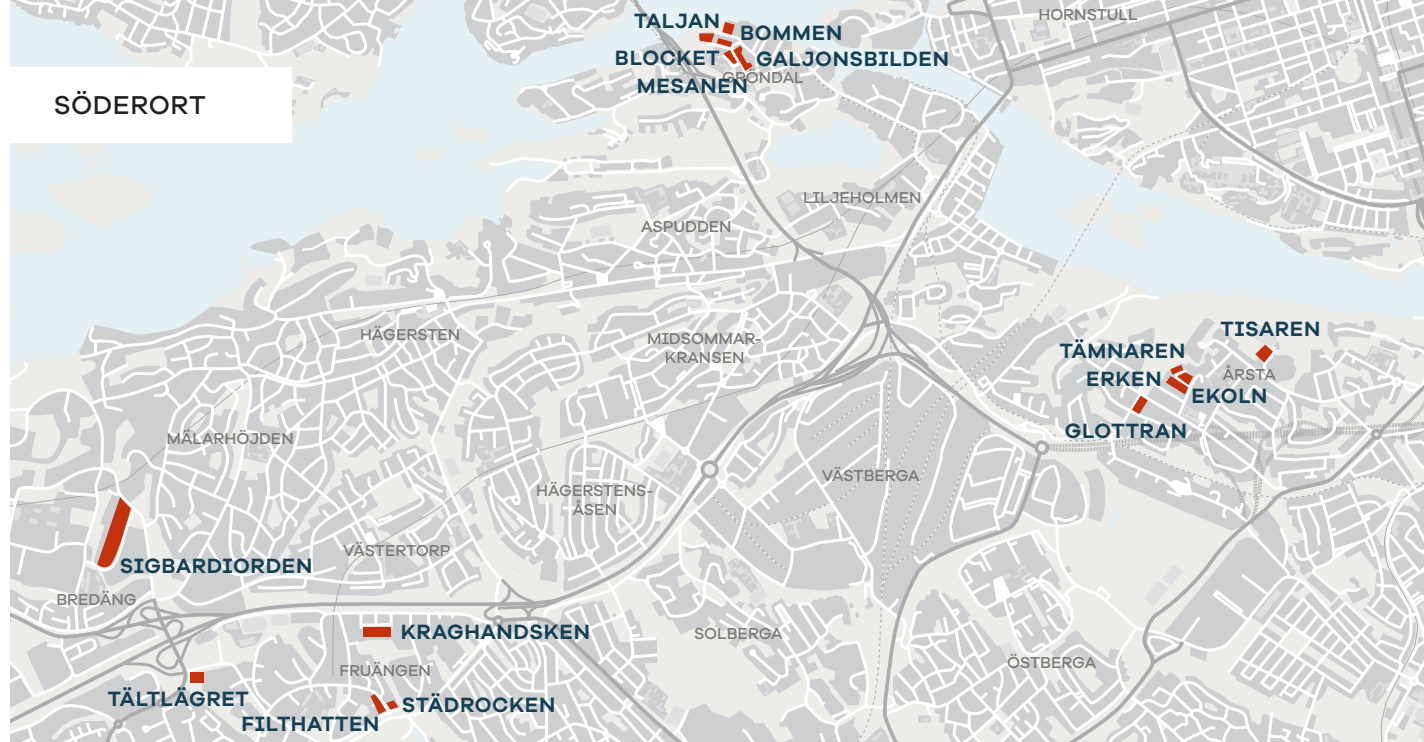 HORNSTULL
TALJAN
BOMMEN
BLOCKET
GALJONSBILDEN
GRÖNDAL
MESANEN
SÖDERORT
LILJEHOLMEN
ASPUDDEN
HÄGERSTEN
MIDSOMMAR-
KRANSEN
TISAREN
TÄMNAREN
ERKEN
ÅRSTA
EKOLN
GLOTTRAN
MÄLARHÖJDEN
VÄSTBERGA
HÄGERSTENS-
ÅSEN
VÄSTERTORP
SIGBARDIORDEN
BREDÄNG
KRAGHANDSKEN
SOLBERGA
ÖSTBERGA
FRUÄNGEN
TÄLTLÄGRET
STÄDROCKEN
FILTHATTEN